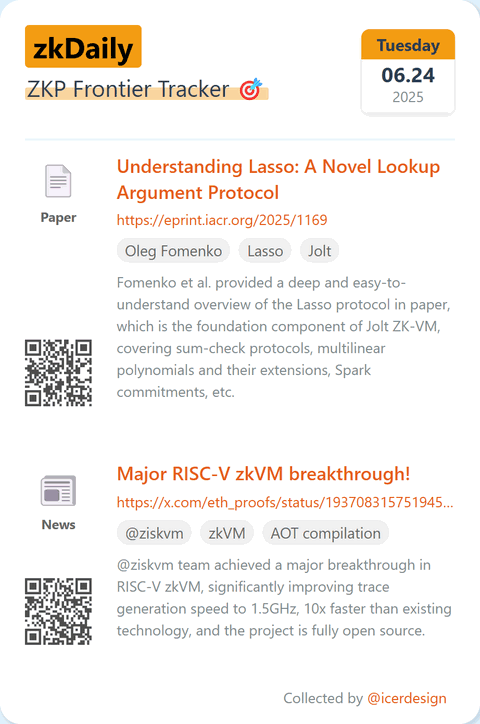 zkDaily
ZKP Frontier Tracker
Tuesday
06.24
2025
Understanding Lasso: A Novel Lookup
Argument Protocol
https://eprint.iacr.org/2025/1169
Paper
Oleg Fomenko
Lasso
Jolt
Fomenko et al. provided a deep and easy-to-
understand overview of the Lasso protocol in paper,
which is the foundation component of Jolt ZK-VM,
covering sum-check protocols, multilinear
polynomials and their extensions, Spark
commitments, etc.
Major RISC-V zkVM breakthrough!
https://x.com/eth_proofs/status/193708315751945...
News
@ziskvm
zkVM
AOT compilation
@ziskvm team achieved a major breakthrough in
RISC-V zkVM, significantly improving trace
generation speed to 1.5GHz, 10x faster than existing
technology, and the project is fully open source.
Collected by @icerdesign